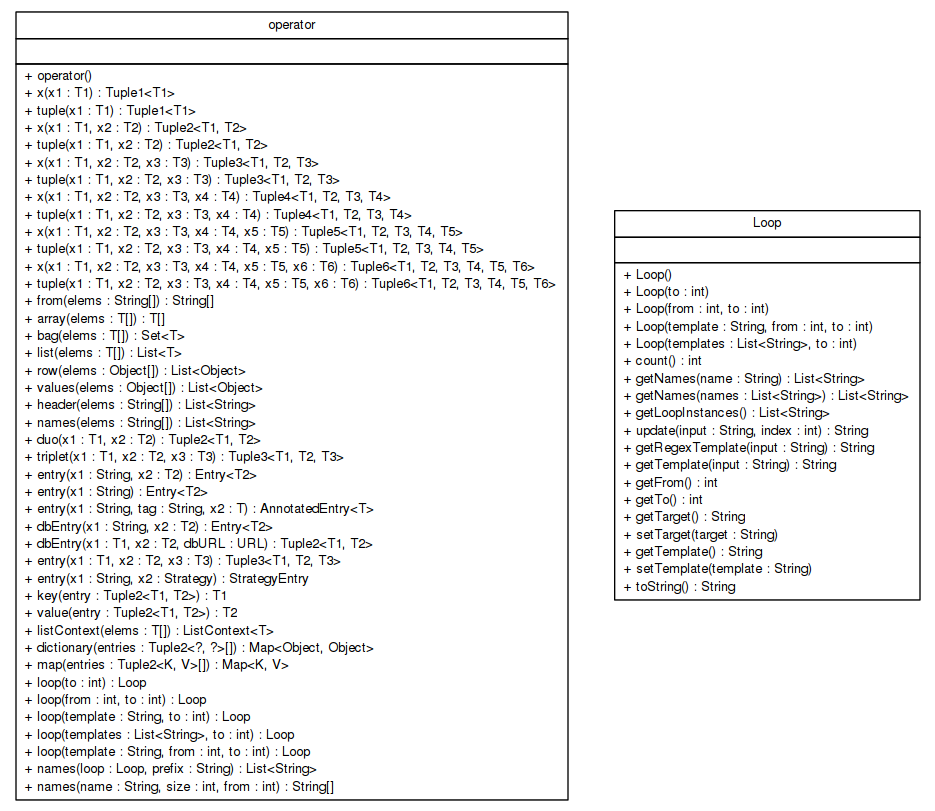 operator
+ operator()
+ x(x1 : T1) : Tuple1<T1>
+ tuple(x1 : T1) : Tuple1<T1>
+ x(x1 : T1, x2 : T2) : Tuple2<T1, T2>
+ tuple(x1 : T1, x2 : T2) : Tuple2<T1, T2>
+ x(x1 : T1, x2 : T2, x3 : T3) : Tuple3<T1, T2, T3>
+ tuple(x1 : T1, x2 : T2, x3 : T3) : Tuple3<T1, T2, T3>
+ x(x1 : T1, x2 : T2, x3 : T3, x4 : T4) : Tuple4<T1, T2, T3, T4>
+ tuple(x1 : T1, x2 : T2, x3 : T3, x4 : T4) : Tuple4<T1, T2, T3, T4>
+ x(x1 : T1, x2 : T2, x3 : T3, x4 : T4, x5 : T5) : Tuple5<T1, T2, T3, T4, T5>
+ tuple(x1 : T1, x2 : T2, x3 : T3, x4 : T4, x5 : T5) : Tuple5<T1, T2, T3, T4, T5>
+ x(x1 : T1, x2 : T2, x3 : T3, x4 : T4, x5 : T5, x6 : T6) : Tuple6<T1, T2, T3, T4, T5, T6>
+ tuple(x1 : T1, x2 : T2, x3 : T3, x4 : T4, x5 : T5, x6 : T6) : Tuple6<T1, T2, T3, T4, T5, T6>
+ from(elems : String[]) : String[]
+ array(elems : T[]) : T[]
+ bag(elems : T[]) : Set<T>
+ list(elems : T[]) : List<T>
+ row(elems : Object[]) : List<Object>
+ values(elems : Object[]) : List<Object>
+ header(elems : String[]) : List<String>
+ names(elems : String[]) : List<String>
+ duo(x1 : T1, x2 : T2) : Tuple2<T1, T2>
+ triplet(x1 : T1, x2 : T2, x3 : T3) : Tuple3<T1, T2, T3>
+ entry(x1 : String, x2 : T2) : Entry<T2>
+ entry(x1 : String) : Entry<T2>
+ entry(x1 : String, tag : String, x2 : T) : AnnotatedEntry<T>
+ dbEntry(x1 : String, x2 : T2) : Entry<T2>
+ dbEntry(x1 : T1, x2 : T2, dbURL : URL) : Tuple2<T1, T2>
+ entry(x1 : T1, x2 : T2, x3 : T3) : Tuple3<T1, T2, T3>
+ entry(x1 : String, x2 : Strategy) : StrategyEntry
+ key(entry : Tuple2<T1, T2>) : T1
+ value(entry : Tuple2<T1, T2>) : T2
+ listContext(elems : T[]) : ListContext<T>
+ dictionary(entries : Tuple2<?, ?>[]) : Map<Object, Object>
+ map(entries : Tuple2<K, V>[]) : Map<K, V>
+ loop(to : int) : Loop
+ loop(from : int, to : int) : Loop
+ loop(template : String, to : int) : Loop
+ loop(templates : List<String>, to : int) : Loop
+ loop(template : String, from : int, to : int) : Loop
+ names(loop : Loop, prefix : String) : List<String>
+ names(name : String, size : int, from : int) : String[]
Loop
+ Loop()
+ Loop(to : int)
+ Loop(from : int, to : int)
+ Loop(template : String, from : int, to : int)
+ Loop(templates : List<String>, to : int)
+ count() : int
+ getNames(name : String) : List<String>
+ getNames(names : List<String>) : List<String>
+ getLoopInstances() : List<String>
+ update(input : String, index : int) : String
+ getRegexTemplate(input : String) : String
+ getTemplate(input : String) : String
+ getFrom() : int
+ getTo() : int
+ getTarget() : String
+ setTarget(target : String)
+ getTemplate() : String
+ setTemplate(template : String)
+ toString() : String